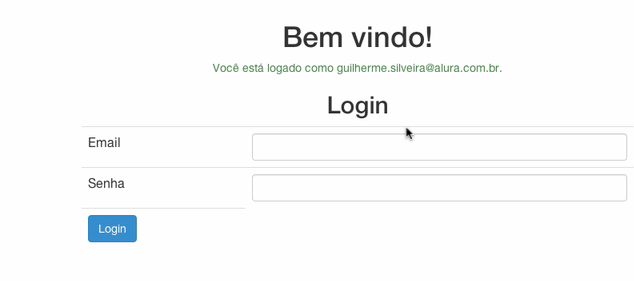 Bem vindo!
Você está logado como guilherme.silveira@alura.com.br.
Login
Email
Senha
Login